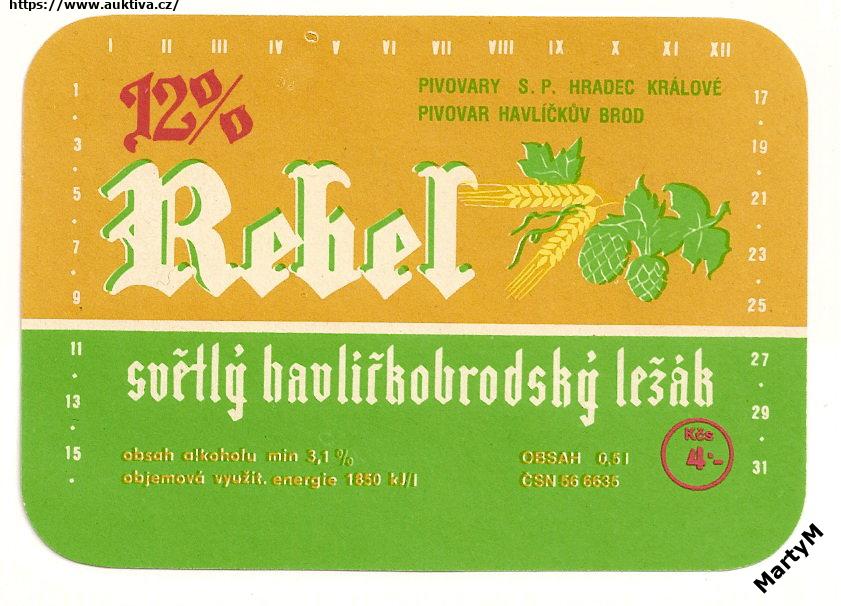 https://www.auktiva.cz/
I II III IV V VI VII VIII IX X XI XII
12%
PIVOVARY S.P. HRADEC KRÁLOVÉ
PIVOVAR HAVLÍČKŮV BROD
Rebel
1
3
5
7
9
11
13
15
17
19
21
23
25
27
29
31
světlý havlíčkobrodský ležák
obsah alkoholu min 3,1 %
objemová využit. energie 1850 kJ/l
OBSAH 0,5 l
ČSN 56 6635
Kčs
4·-
MartyM